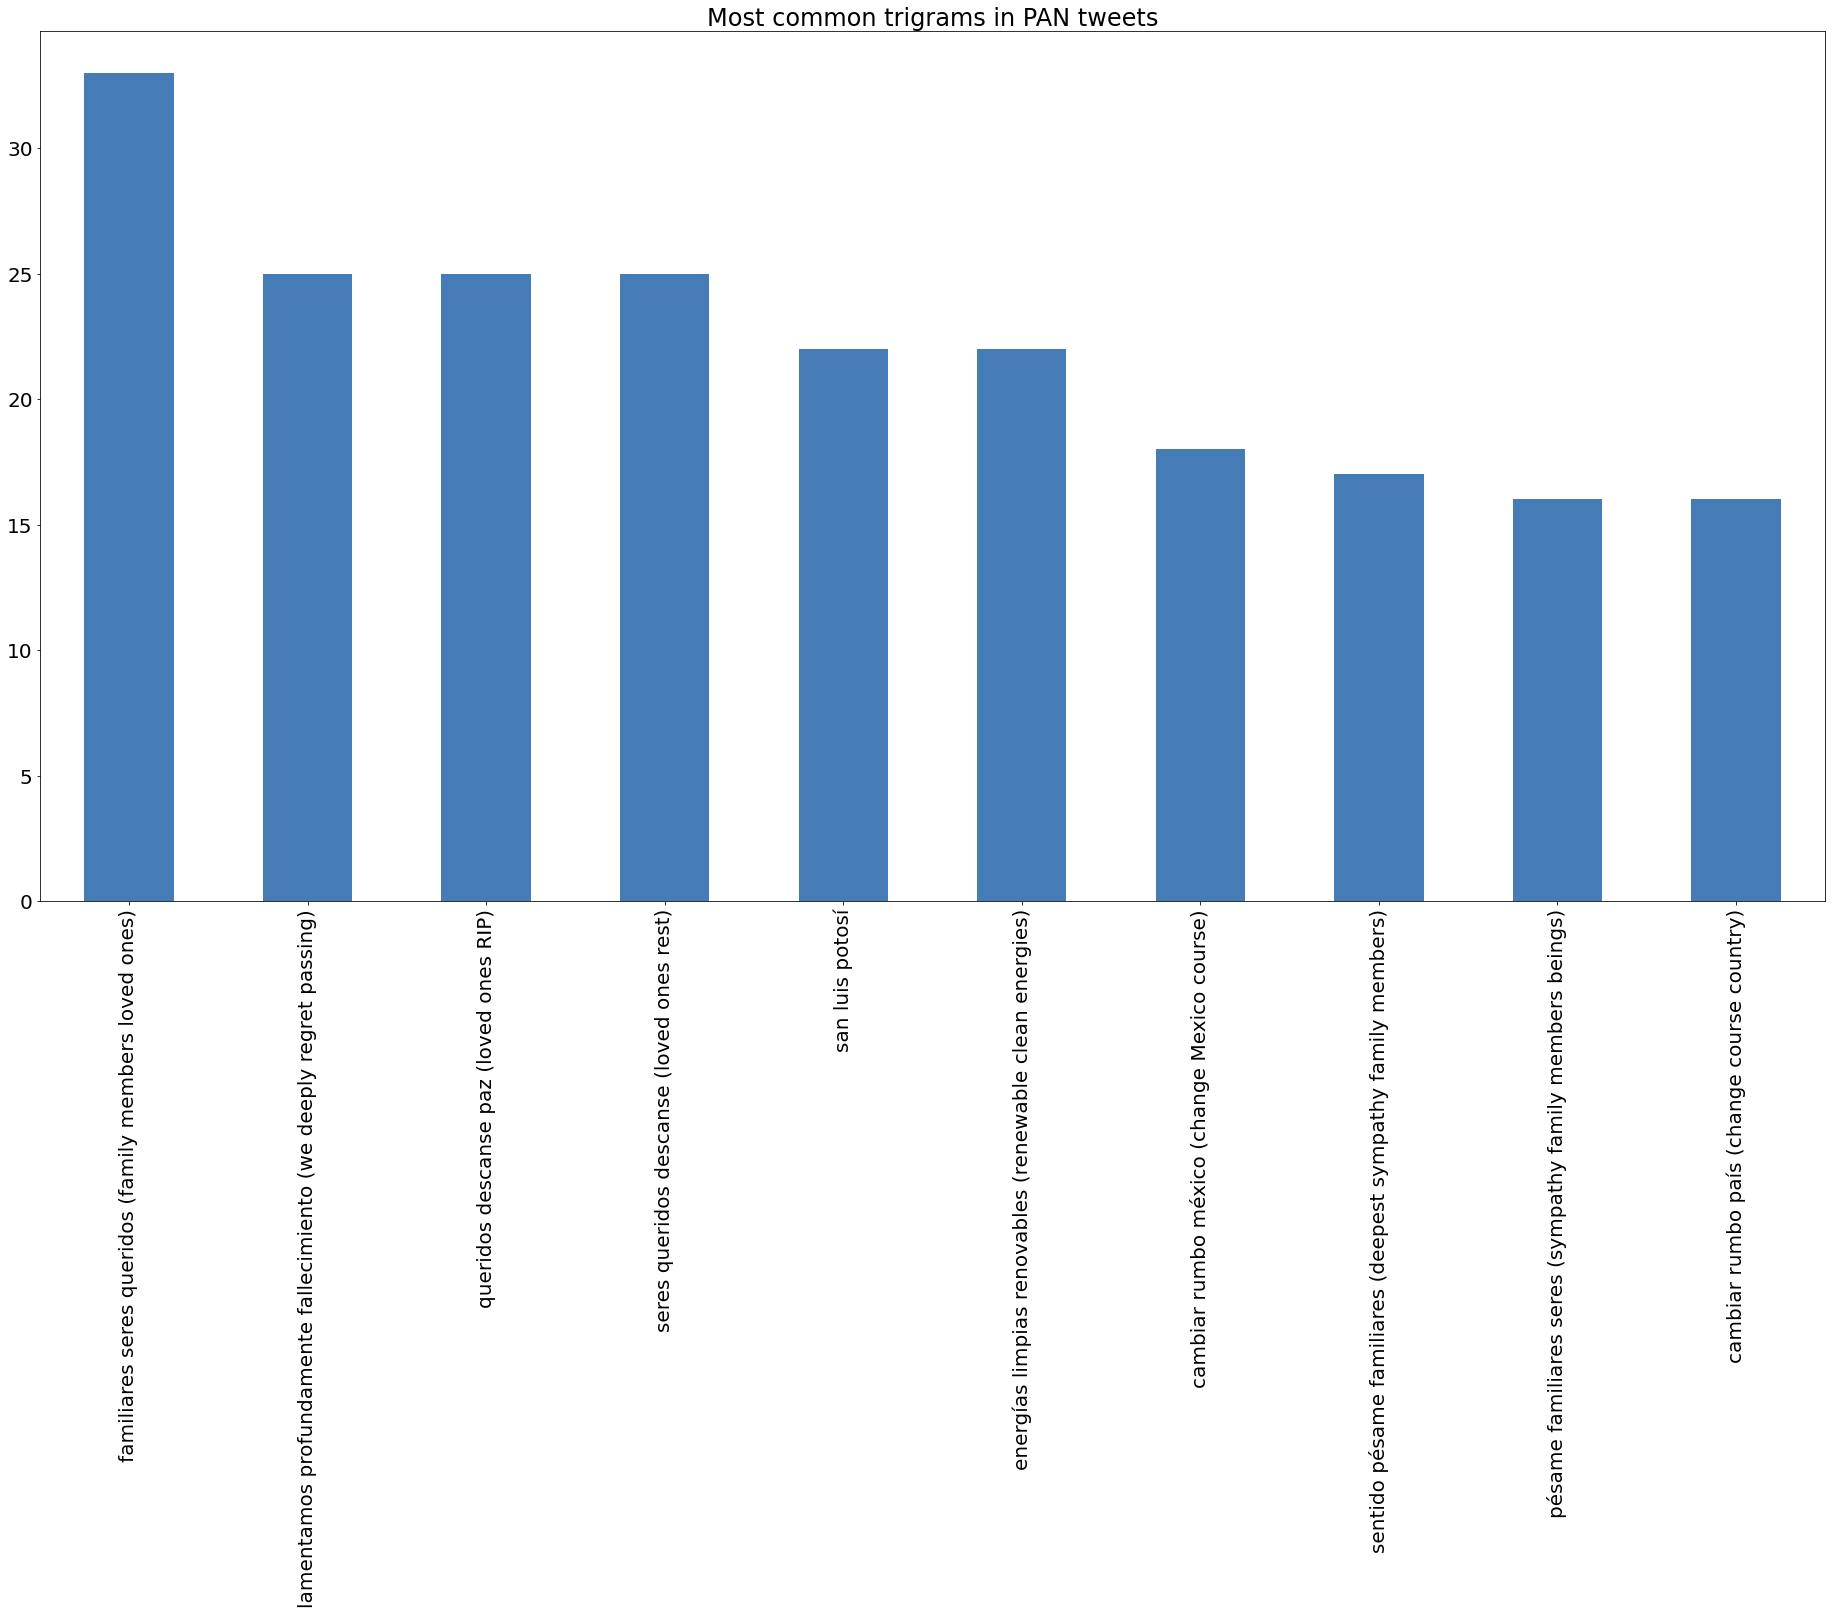 Most common trigrams in PAN tweets
30
25
20
15
10
5
0
familiares seres queridos (family members loved ones)
lamentamos profundamente fallecimiento (we deeply regret passing)
queridos descanse paz (loved ones RIP)
seres queridos descanse (loved ones rest)
san luis potosí
energías limpias renovables (renewable clean energies)
cambiar rumbo méxico (change Mexico course)
sentido pésame familiares (deepest sympathy family members)
pésame familiares seres (sympathy family members beings)
cambiar rumbo país (change course country)